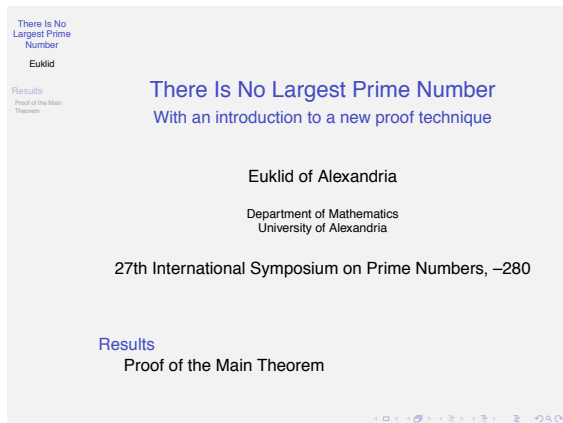 There Is No
Largest Prime
Number
Euklid
Results
Proof of the Main
Theorem
There Is No Largest Prime Number
With an introduction to a new proof technique
Euklid of Alexandria
Department of Mathematics
University of Alexandria
27th International Symposium on Prime Numbers, –280
Results
Proof of the Main Theorem